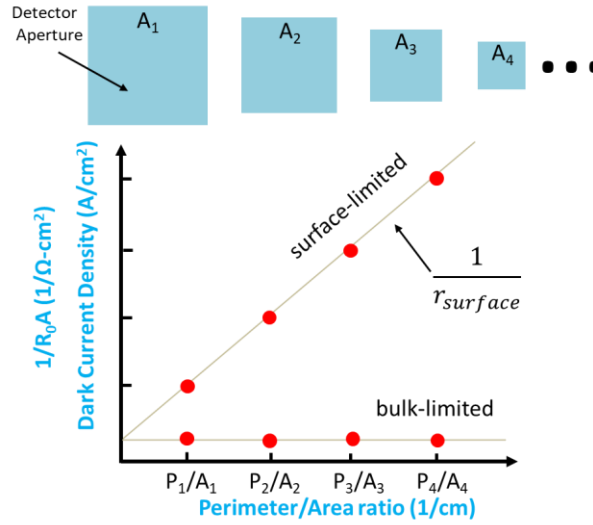 Detector
Aperture
A₁
A₂
A₃
A₄
1/R₀A (1/Ω-cm²)
Dark Current Density (A/cm²)
surface-limited
1
r_surface
bulk-limited
P₁/A₁
P₂/A₂
P₃/A₃
P₄/A₄
Perimeter/Area ratio (1/cm)